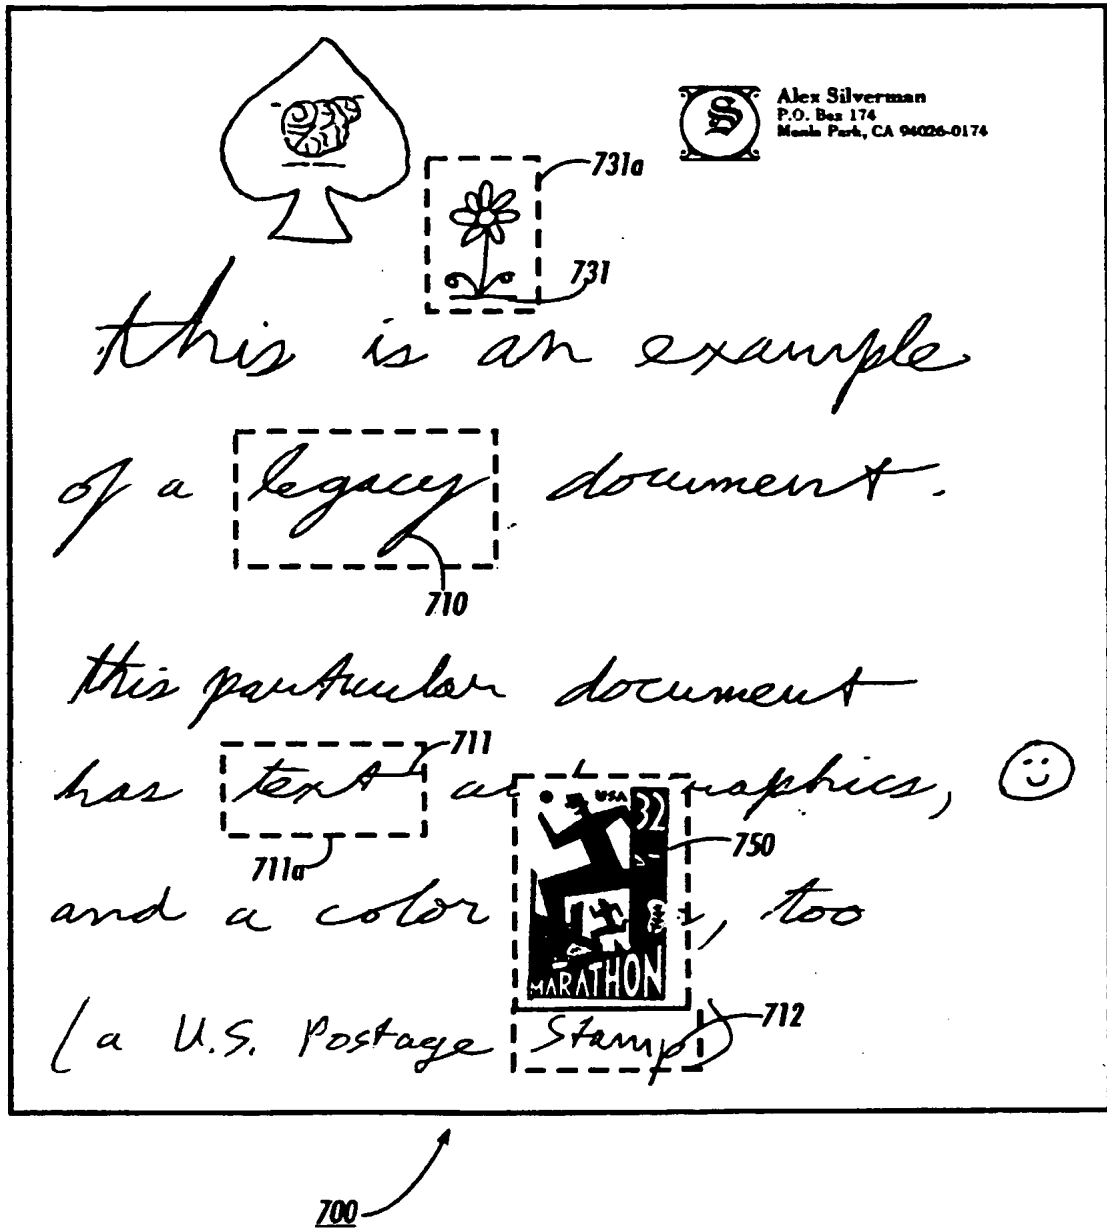 S
Alex Silverman
P.O. Box 174
Menlo Park, CA 94026-0174
731a
731
this is an example
of a legacy document.
710
this particular document
711
has text graphics,
USA
32
750
711a
and a color , too
MARATHON
712
(a U.S. Postage Stamp)
700